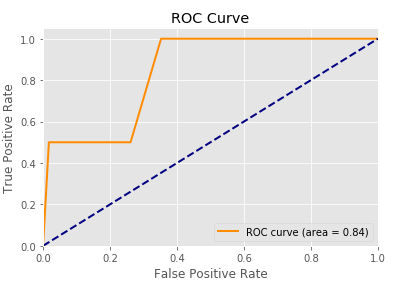 ROC Curve
1.0
0.8
0.6
0.4
0.2
0.0
True Positive Rate
ROC curve (area = 0.84)
0.0 0.2 0.4 0.6 0.8 1.0
False Positive Rate